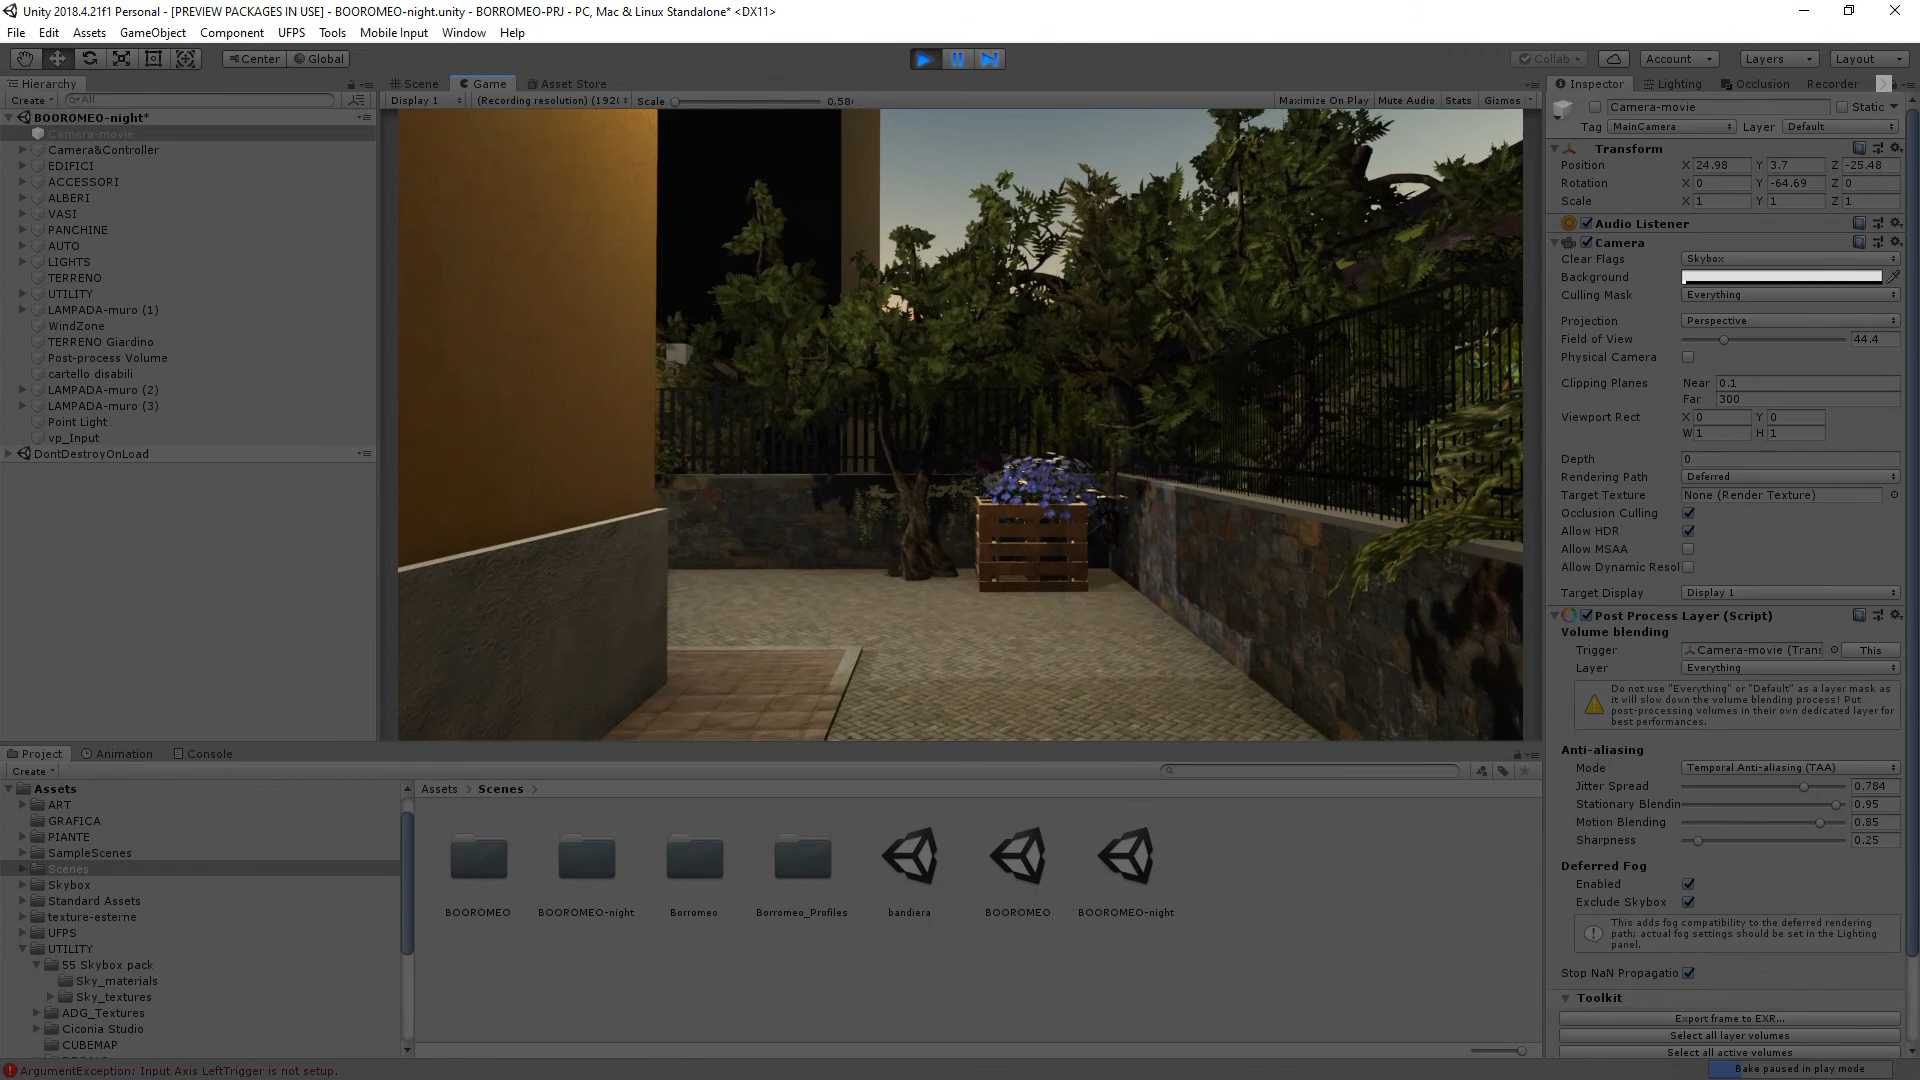 Unity 2018.4.21f1 Personal - [PREVIEW PACKAGES IN USE] - BOOROMEO-night.unity - BORROMEO-PRJ - PC, Mac & Linux Standalone* <DX11>
File Edit Assets GameObject Component UFPS Tools Mobile Input Window Help
Center Global Collab Account Layers Layout
Hierarchy Scene Game Asset Store Inspector Lighting Occlusion Recorder
Create All Display 1 (Recording resolution) (192 Scale 0.58 Maximize On Play Mute Audio Stats Gizmos
BOOROMEO-night*
Camera-movie
Camera&Controller
EDIFICI
ACCESSORI
ALBERI
VASI
PANCHINE
AUTO
LIGHTS
TERRENO
UTILITY
LAMPADA-muro (1)
WindZone
TERRENO Giardino
Post-process Volume
cartello disabili
LAMPADA-muro (2)
LAMPADA-muro (3)
Point Light
vp_Input
DontDestroyOnLoad
Camera-movie Static
Tag MainCamera Layer Default
Transform
Position X 24.98 Y 3.7 Z -25.48
Rotation X 0 Y -64.69 Z 0
Scale X 1 Y 1 Z 1
Audio Listener
Camera
Clear Flags Skybox
Background
Culling Mask Everything
Projection Perspective
Field of View 44.4
Physical Camera
Clipping Planes Near 0.1
Far 300
Viewport Rect X 0 Y 0
W 1 H 1
Depth 0
Rendering Path Deferred
Target Texture None (Render Texture)
Occlusion Culling
Allow HDR
Allow MSAA
Allow Dynamic Resol
Target Display Display 1
Post Process Layer (Script)
Volume blending
Trigger Camera-movie (Trans This
Layer Everything
Do not use "Everything" or "Default" as a layer mask as
it will slow down the volume blending process! Put
post-processing volumes in their own dedicated layer for
best performances.
Anti-aliasing
Mode Temporal Anti-aliasing (TAA)
Jitter Spread 0.784
Stationary Blendin 0.95
Motion Blending 0.85
Sharpness 0.25
Deferred Fog
Enabled
Exclude Skybox
This adds fog compatibility to the deferred rendering
path; actual fog settings should be set in the Lighting
panel.
Stop NaN Propagatio
Toolkit
Export frame to EXR...
Select all layer volumes
Select all active volumes
Project Animation Console
Create
Assets
ART
GRAFICA
PIANTE
SampleScenes
Scenes
Skybox
Standard Assets
texture-esterne
UFPS
UTILITY
55 Skybox pack
Sky_materials
Sky_textures
ADG_Textures
Ciconia Studio
CUBEMAP
Assets > Scenes >
BOOROMEO BOOROMEO-night Borromeo Borromeo_Profiles bandiera BOOROMEO BOOROMEO-night
ArgumentException: Input Axis LeftTrigger is not setup.
Bake paused in play mode